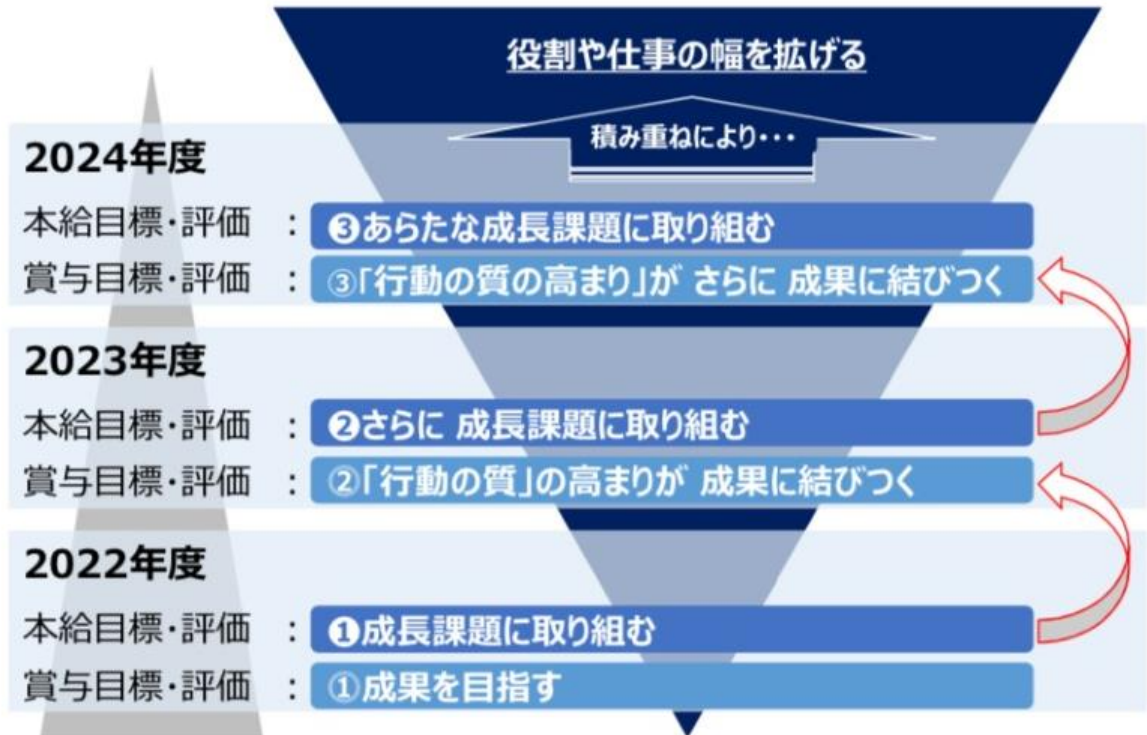 役割や仕事の幅を拡げる
積み重ねにより・・・
2024年度
本給目標・評価 : ❸あらたな成長課題に取り組む
賞与目標・評価 : ③「行動の質の高まり」が さらに 成果に結びつく
2023年度
本給目標・評価 : ❷さらに 成長課題に取り組む
賞与目標・評価 : ②「行動の質」の高まりが 成果に結びつく
2022年度
本給目標・評価 : ❶成長課題に取り組む
賞与目標・評価 : ①成果を目指す